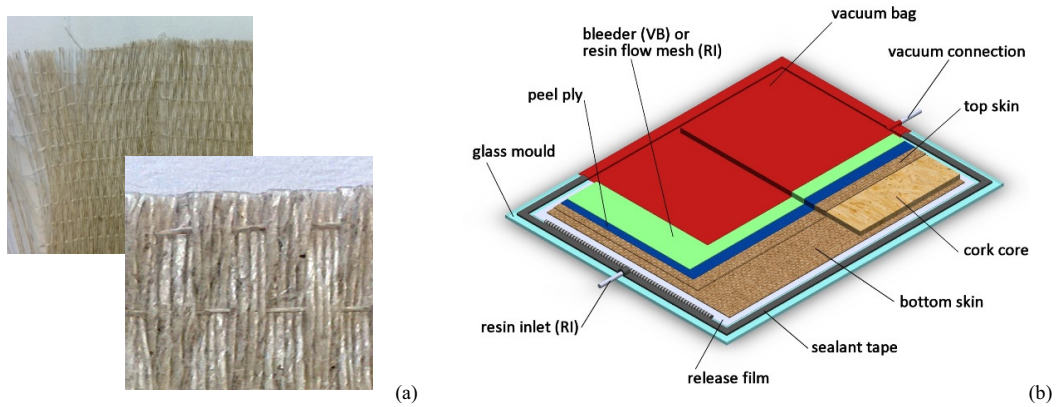 vacuum bag
bleeder (VB) or
resin flow mesh (RI)
vacuum connection
peel ply
top skin
glass mould
cork core
bottom skin
resin inlet (RI)
sealant tape
release film
(a)
(b)